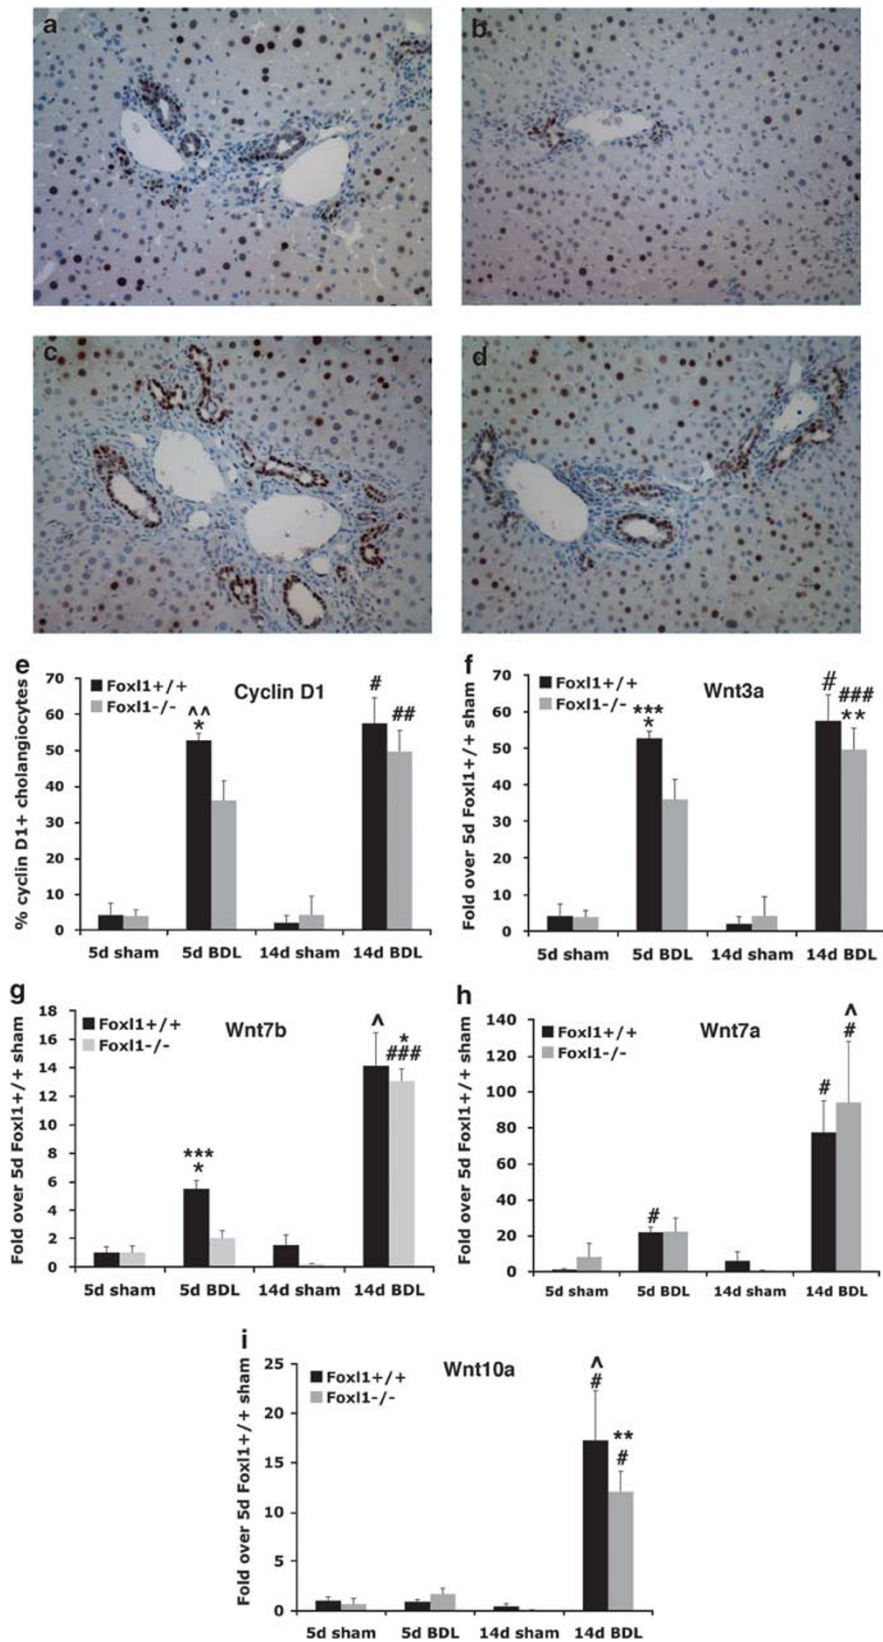 a
b
c
d
e
Foxl1+/+
Foxl1-/-
Cyclin D1
% cyclin D1+ cholangiocytes
70
60
50
40
30
20
10
0
^^
*
#
##
5d sham 5d BDL 14d sham 14d BDL
f
Foxl1+/+
Foxl1-/-
Wnt3a
Fold over 5d Foxl1+/+ sham
70
60
50
40
30
20
10
0
***
*
#
###
**
5d sham 5d BDL 14d sham 14d BDL
g
Foxl1+/+
Foxl1-/-
Wnt7b
Fold over 5d Foxl1+/+ sham
18
16
14
12
10
8
6
4
2
0
***
*
^
*
###
5d sham 5d BDL 14d sham 14d BDL
h
Foxl1+/+
Foxl1-/-
Wnt7a
Fold over 5d Foxl1+/+ sham
140
120
100
80
60
40
20
0
#
#
^
#
5d sham 5d BDL 14d sham 14d BDL
i
Foxl1+/+
Foxl1-/-
Wnt10a
Fold over 5d Foxl1+/+ sham
25
20
15
10
5
0
^
#
**
#
5d sham 5d BDL 14d sham 14d BDL